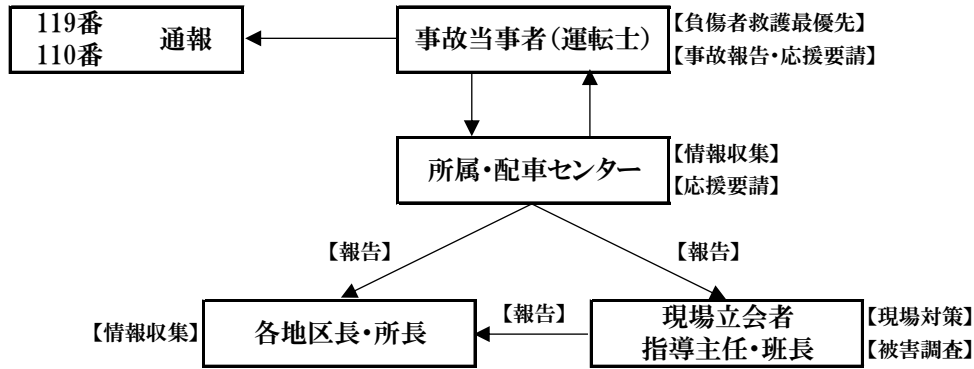 119番
110番
通報
事故当事者(運転士)
【負傷者救護最優先】
【事故報告・応援要請】
所属・配車センター
【情報収集】
【応援要請】
【報告】
【報告】
【情報収集】
各地区長・所長
【報告】
現場立会者
指導主任・班長
【現場対策】
【被害調査】